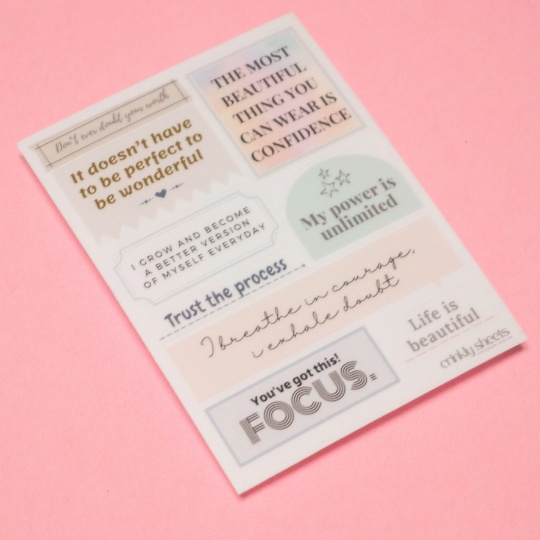 Don't ever doubt your worth
It doesn't have
to be perfect to
be wonderful
THE MOST
BEAUTIFUL
THING YOU
CAN WEAR IS
CONFIDENCE
I GROW AND BECOME
A BETTER VERSION
OF MYSELF EVERYDAY
My power is
unlimited
Trust the process
I breathe in courage,
i exhale doubt
You've got this!
FOCUS.
Life is
beautiful
crinkly sheets